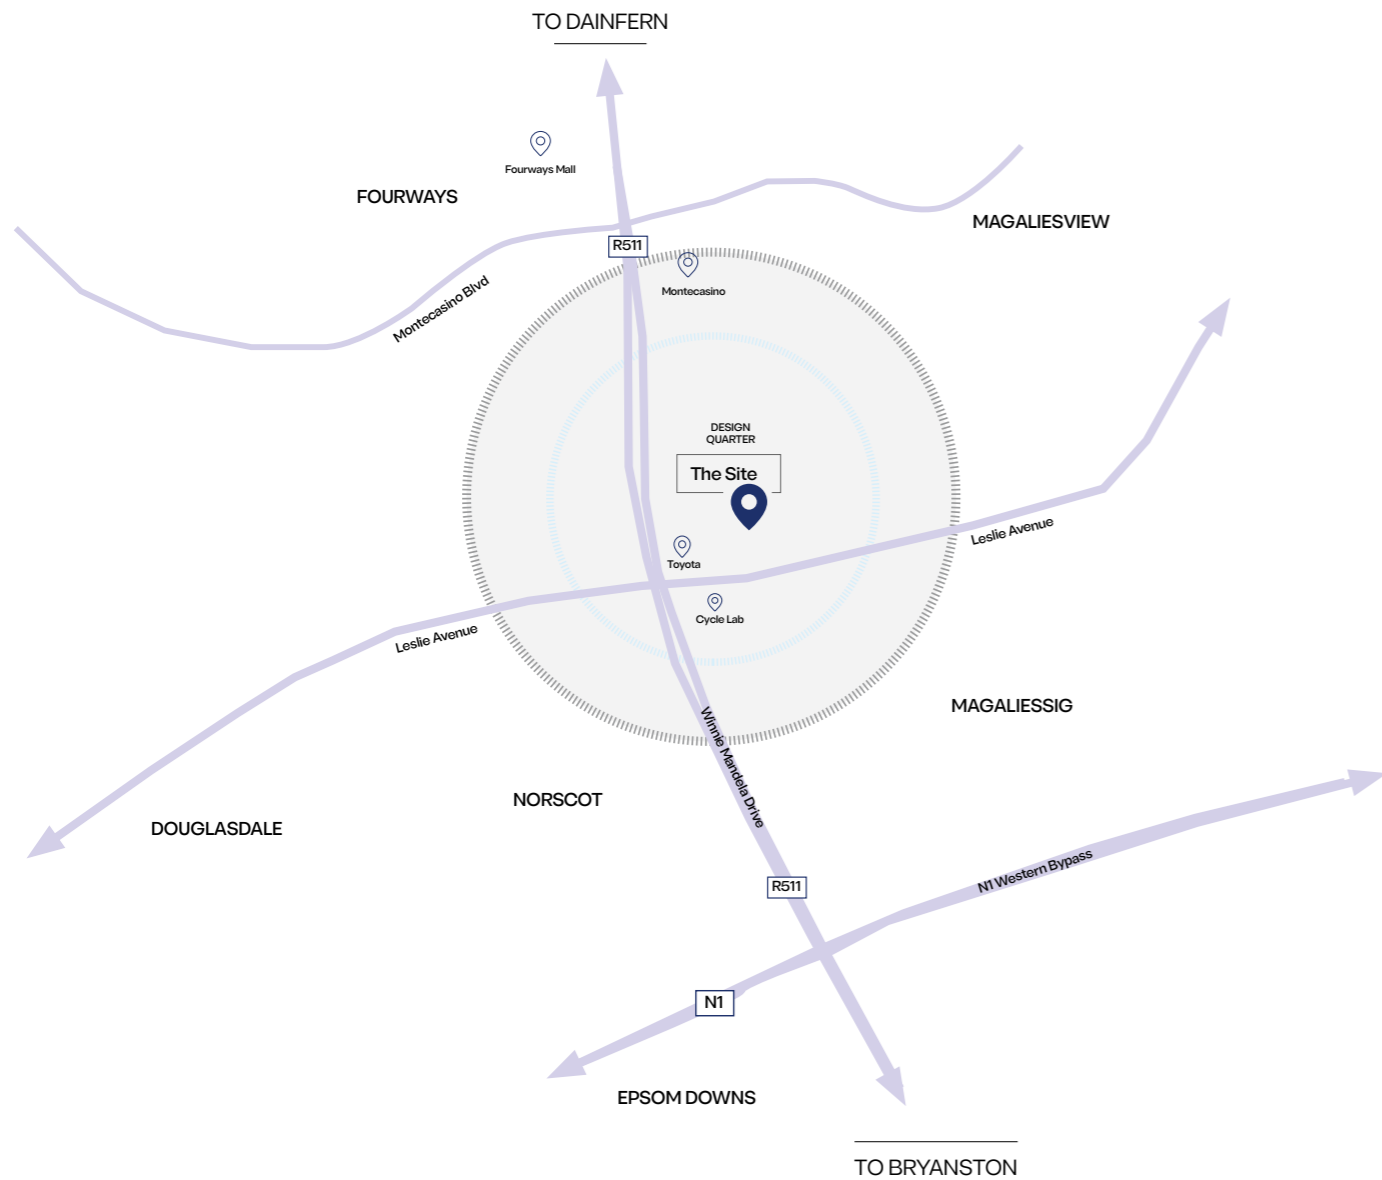 TO DAINFERN
Fourways Mall
FOURWAYS
MAGALIESVIEW
R511
Montecasino
Montecasino Blvd
DESIGN
QUARTER
The Site
Leslie Avenue
Toyota
Cycle Lab
Leslie Avenue
MAGALIESSIG
Winnie Mandela Drive
NORSCOT
DOUGLASDALE
N1 Western Bypass
R511
N1
EPSOM DOWNS
TO BRYANSTON